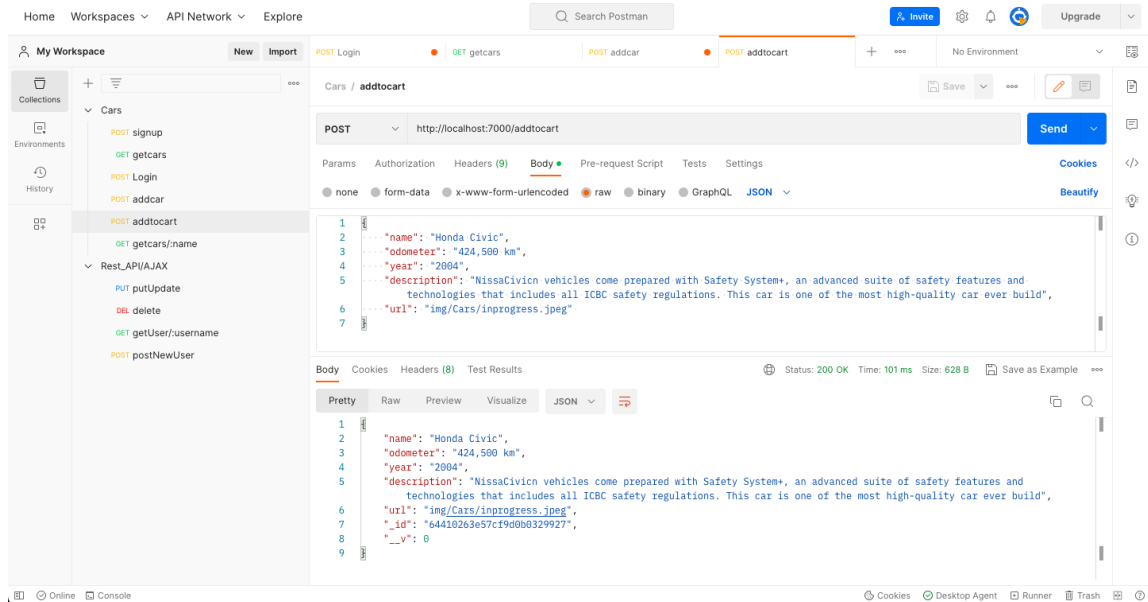 Home Workspaces API Network Explore Search Postman Invite Upgrade
My Workspace New Import POST Login GET getcars POST addcar POST addtocart No Environment
Collections
Environments
History
Cars
POST signup
GET getcars
POST Login
POST addcar
POST addtocart
GET getcars/:name
Rest_API/AJAX
PUT putUpdate
DEL delete
GET getUser/:username
POST postNewUser
Cars / addtocart Save
POST http://localhost:7000/addtocart Send
Params Authorization Headers (9) Body Pre-request Script Tests Settings Cookies
none form-data x-www-form-urlencoded raw binary GraphQL JSON Beautify
1 {
2 "name": "Honda Civic",
3 "odometer": "424,500 km",
4 "year": "2004",
5 "description": "NissaCivicn vehicles come prepared with Safety System+, an advanced suite of safety features and
technologies that includes all ICBC safety regulations. This car is one of the most high-quality car ever build",
6 "url": "img/Cars/inprogress.jpeg"
7 }
Body Cookies Headers (8) Test Results Status: 200 OK Time: 101 ms Size: 628 B Save as Example
Pretty Raw Preview Visualize JSON
1 {
2 "name": "Honda Civic",
3 "odometer": "424,500 km",
4 "year": "2004",
5 "description": "NissaCivicn vehicles come prepared with Safety System+, an advanced suite of safety features and
technologies that includes all ICBC safety regulations. This car is one of the most high-quality car ever build",
6 "url": "img/Cars/inprogress.jpeg",
7 "_id": "64410263e57cf9d0b0329927",
8 "__v": 0
9 }
Online Console Cookies Desktop Agent Runner Trash